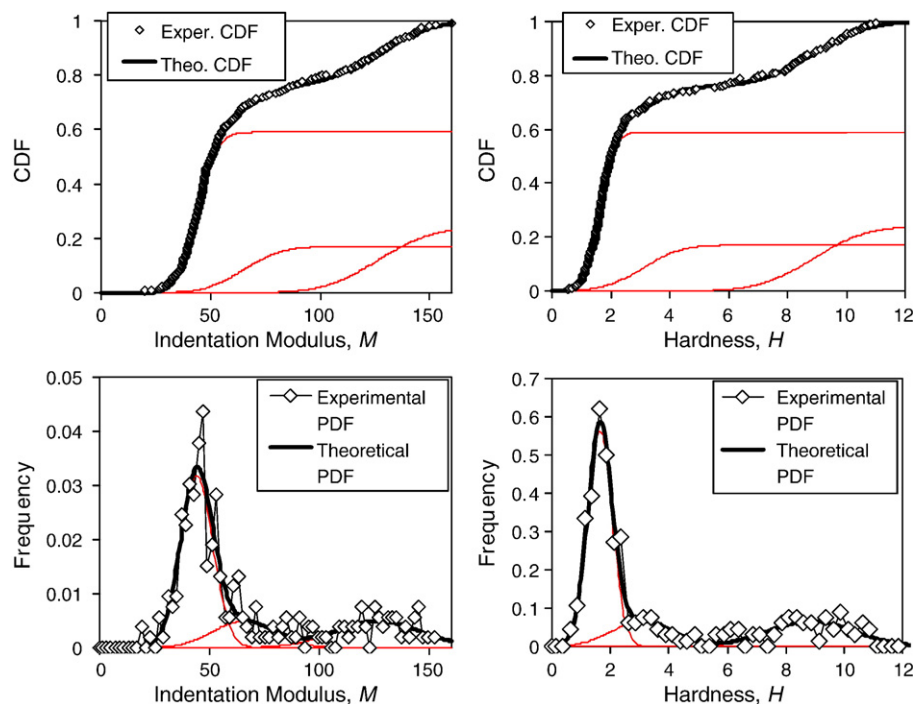 1
0.8
0.6
0.4
0.2
0
CDF
Exper. CDF
Theo. CDF
0 50 100 150
Indentation Modulus, M
1
0.8
0.6
0.4
0.2
0
CDF
Exper. CDF
Theo. CDF
0 2 4 6 8 10 12
Hardness, H
0.05
0.04
0.03
0.02
0.01
0
Frequency
Experimental
PDF
Theoretical
PDF
0 50 100 150
Indentation Modulus, M
0.7
0.6
0.5
0.4
0.3
0.2
0.1
0
Frequency
Experimental
PDF
Theoretical
PDF
0 2 4 6 8 10 12
Hardness, H